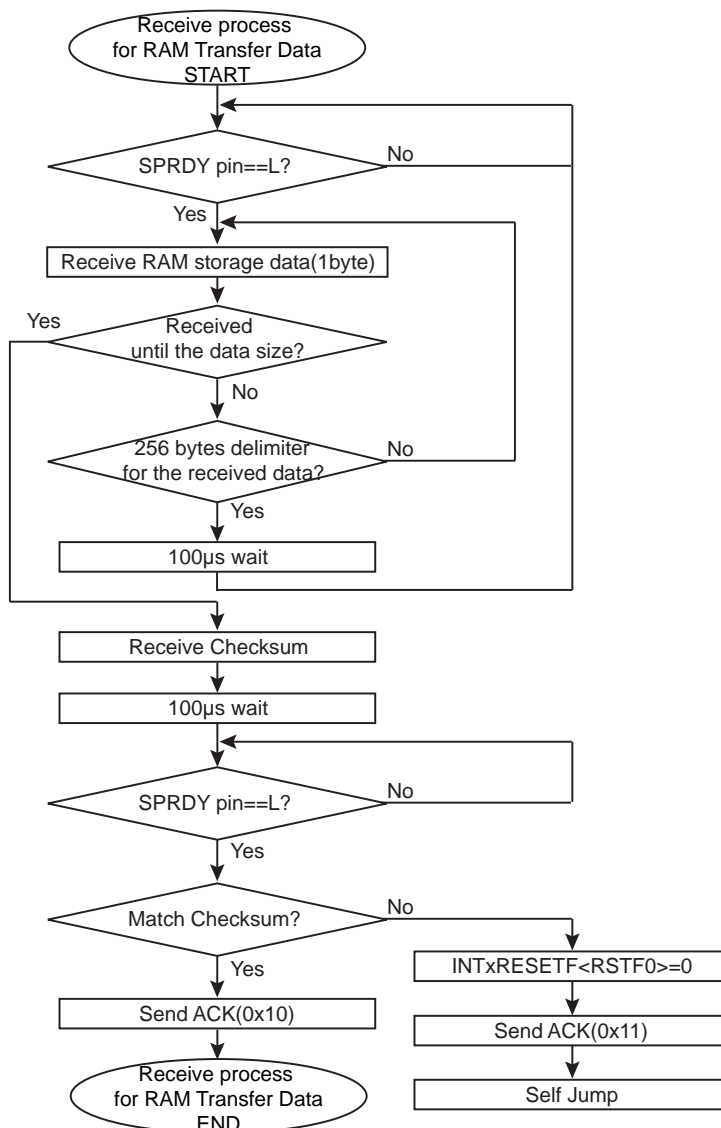 Receive process
for RAM Transfer Data
START
SPRDY pin==L?
No
Yes
Receive RAM storage data(1byte)
Yes
Received
until the data size?
No
256 bytes delimiter
for the received data?
No
Yes
100µs wait
Receive Checksum
100µs wait
SPRDY pin==L?
No
Yes
Match Checksum?
No
Yes
INTxRESETF<RSTF0>=0
Send ACK(0x10)
Send ACK(0x11)
Receive process
for RAM Transfer Data
END
Self Jump